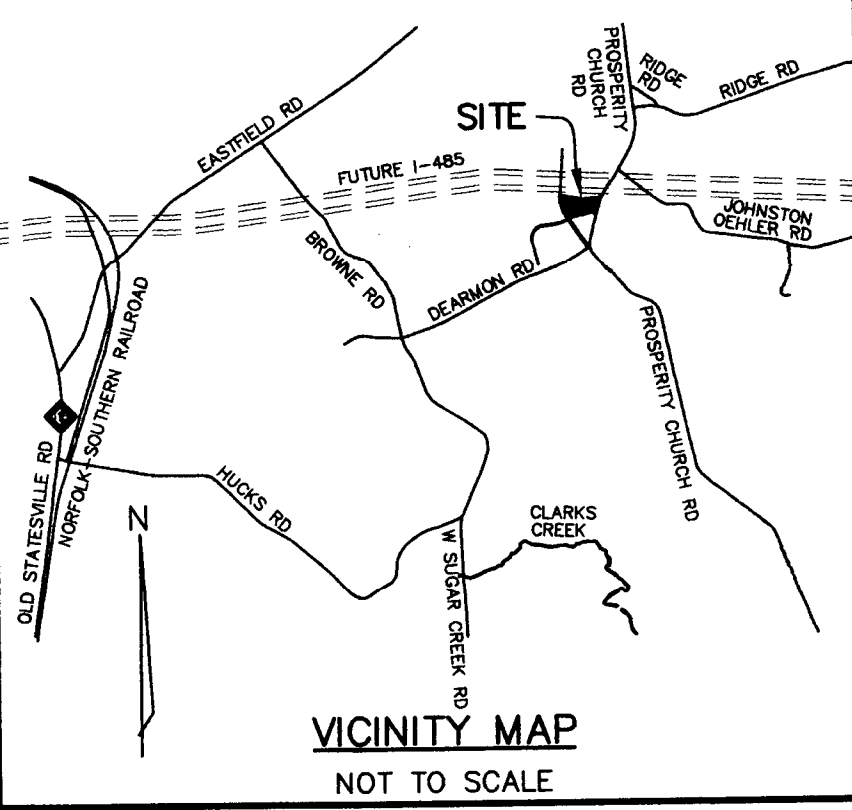 PROSPERITY
CHURCH
RD
RIDGE
RD
RIDGE RD
SITE
EASTFIELD RD
FUTURE I-485
JOHNSTON
OEHLER RD
BROWNE RD
DEARMON RD
NORFOLK-SOUTHERN RAILROAD
PROSPERITY CHURCH RD
OLD STATESVILLE RD
HUCKS RD
N
CLARKS
CREEK
W SUGAR CREEK RD
VICINITY MAP
NOT TO SCALE